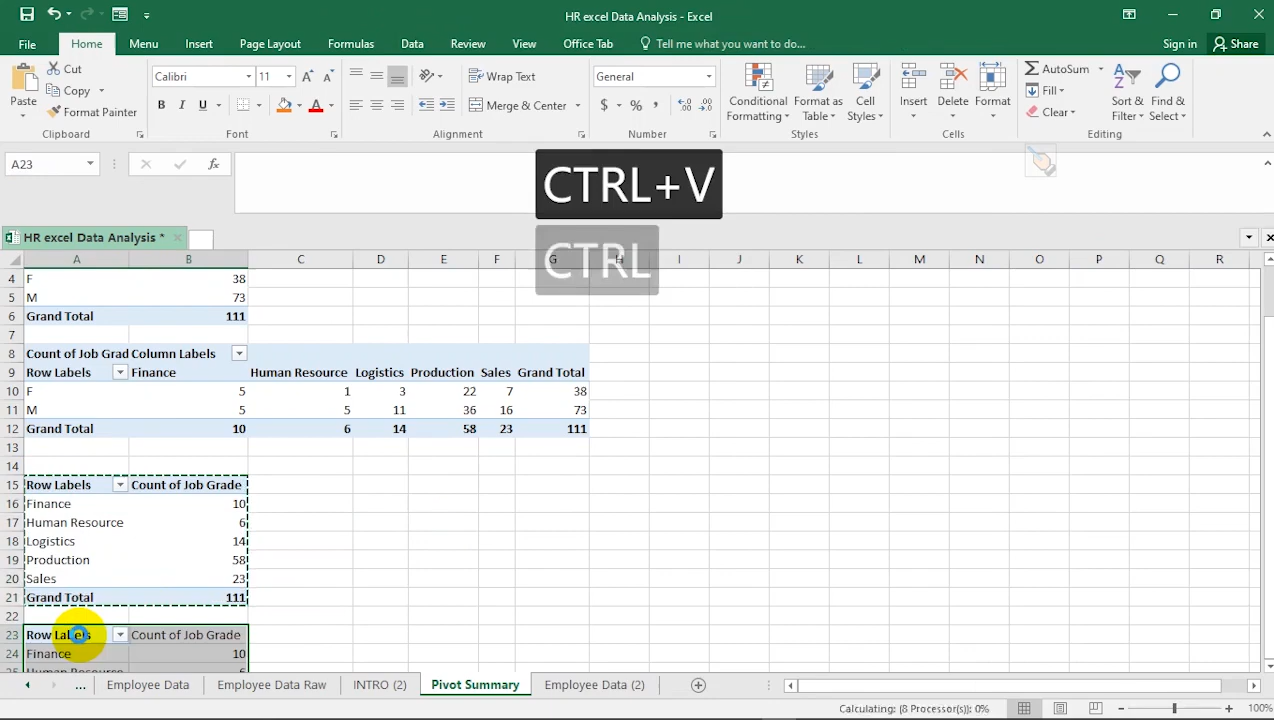 HR excel Data Analysis - Excel
File Home Menu Insert Page Layout Formulas Data Review View Office Tab Tell me what you want to do... Sign in Share
Paste
Cut
Copy
Format Painter
Clipboard
Calibri 11
B I U
Font
Wrap Text
Merge & Center
Alignment
General
$ % ,
Number
Conditional Formatting
Format as Table
Cell Styles
Styles
Insert Delete Format
Cells
AutoSum
Fill
Clear
Sort & Filter
Find & Select
Editing
A23
fx
CTRL+V
CTRL
HR excel Data Analysis *
A B C D E F G H I J K L M N O P Q R
4 F 38
5 M 73
6 Grand Total 111
7
8 Count of Job Grad Column Labels
9 Row Labels Finance Human Resource Logistics Production Sales Grand Total
10 F 5 1 3 22 7 38
11 M 5 5 11 36 16 73
12 Grand Total 10 6 14 58 23 111
13
14
15 Row Labels Count of Job Grade
16 Finance 10
17 Human Resource 6
18 Logistics 14
19 Production 58
20 Sales 23
21 Grand Total 111
22
23 Row Labels Count of Job Grade
24 Finance 10
25 Human Resource 6
... Employee Data Employee Data Raw INTRO (2) Pivot Summary Employee Data (2)
Calculating: (8 Processor(s)): 0% 100%